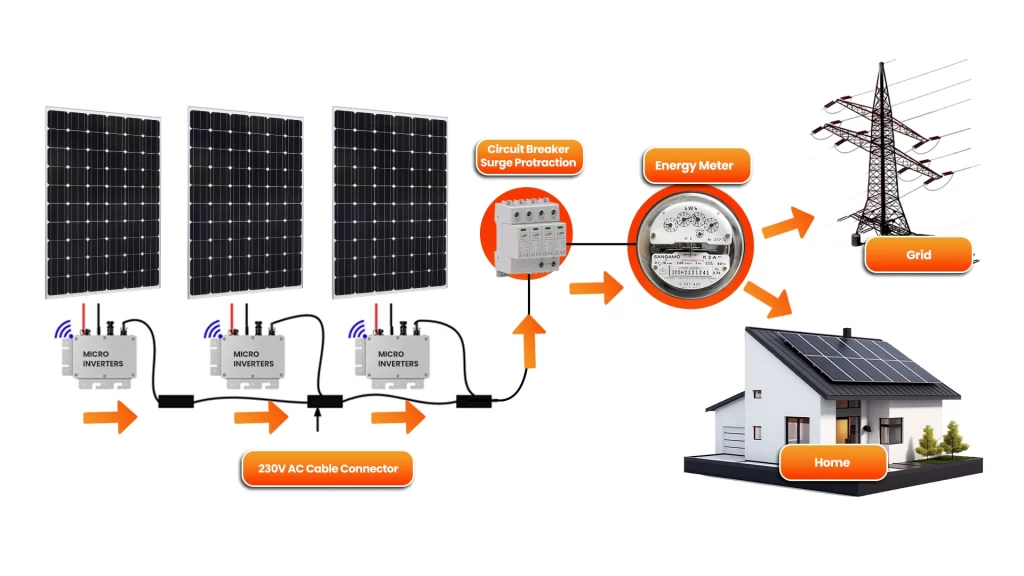 Circuit Breaker
Surge Protraction
Energy Meter
kWh
SANGAMO
Grid
MICRO
INVERTERS
MICRO
INVERTERS
MICRO
INVERTERS
230V AC Cable Connector
Home